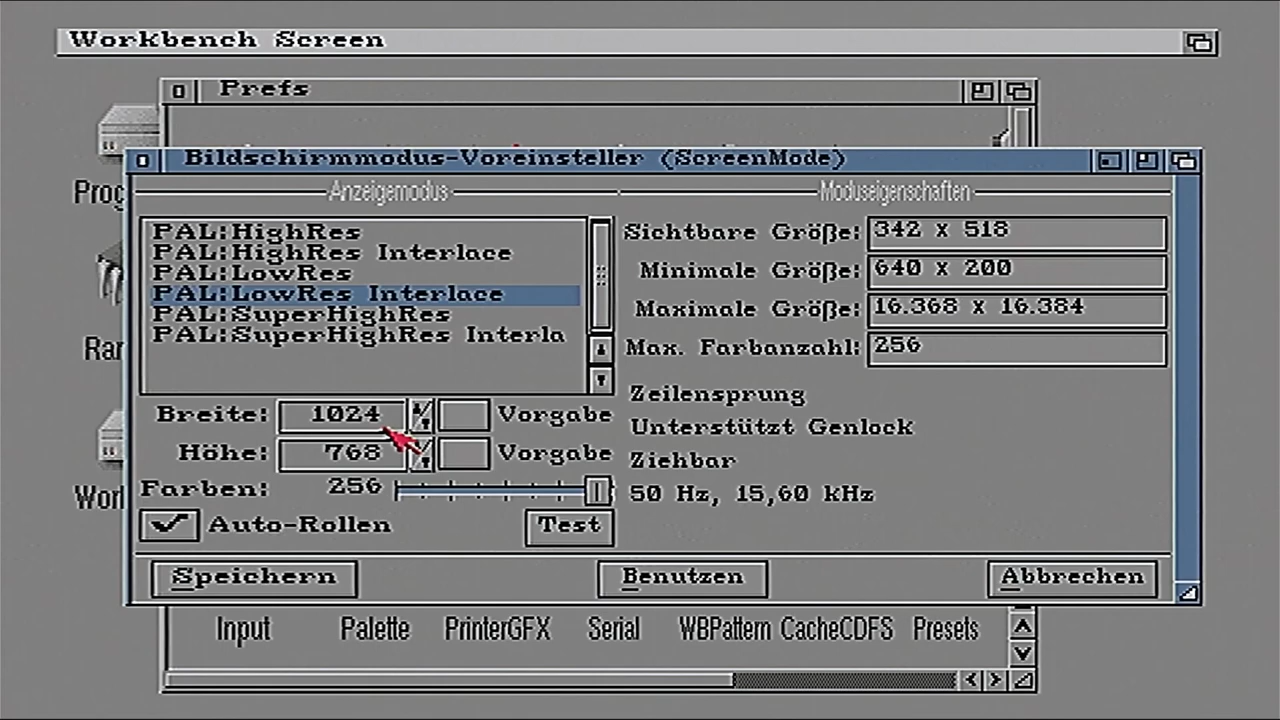 Workbench Screen
Prefs
Bildschirmmodus-Voreinsteller (ScreenMode)
Prog
Anzeigemodus
Moduseigenschaften
PAL:HighRes
PAL:HighRes Interlace
PAL:LowRes
PAL:LowRes Interlace
PAL:SuperHighRes
PAL:SuperHighRes Interla
Sichtbare Größe: 342 x 518
Minimale Größe: 640 x 200
Maximale Größe: 16.368 x 16.384
Max. Farbanzahl: 256
Ran
Breite: 1024 Vorgabe
Höhe: 768 Vorgabe
Farben: 256
Auto-Rollen Test
Zeilensprung
Unterstützt Genlock
Ziehbar
50 Hz, 15,60 kHz
Work
Speichern Benutzen Abbrechen
Input Palette PrinterGFX Serial WBPattern CacheCDFS Presets